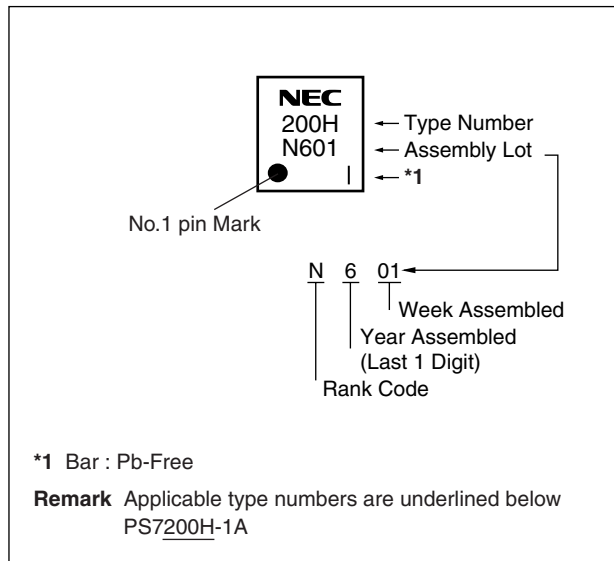 NEC
200H
N601
|
Type Number
Assembly Lot
*1
No.1 pin Mark
N 6 01
Week Assembled
Year Assembled
(Last 1 Digit)
Rank Code
*1 Bar : Pb-Free
Remark Applicable type numbers are underlined below
PS7200H-1A